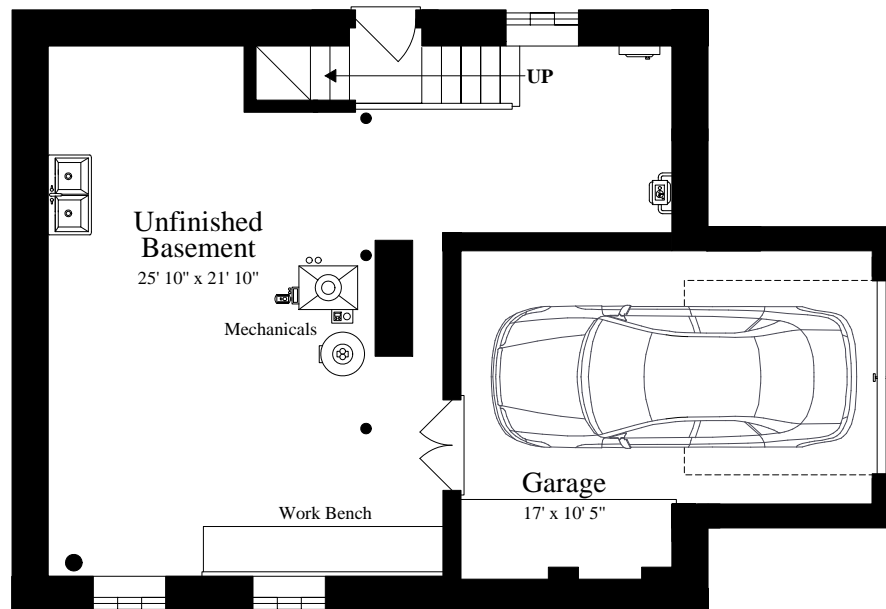 UP
Unfinished
Basement
25' 10" x 21' 10"
Mechanicals
Garage
17' x 10' 5"
Work Bench